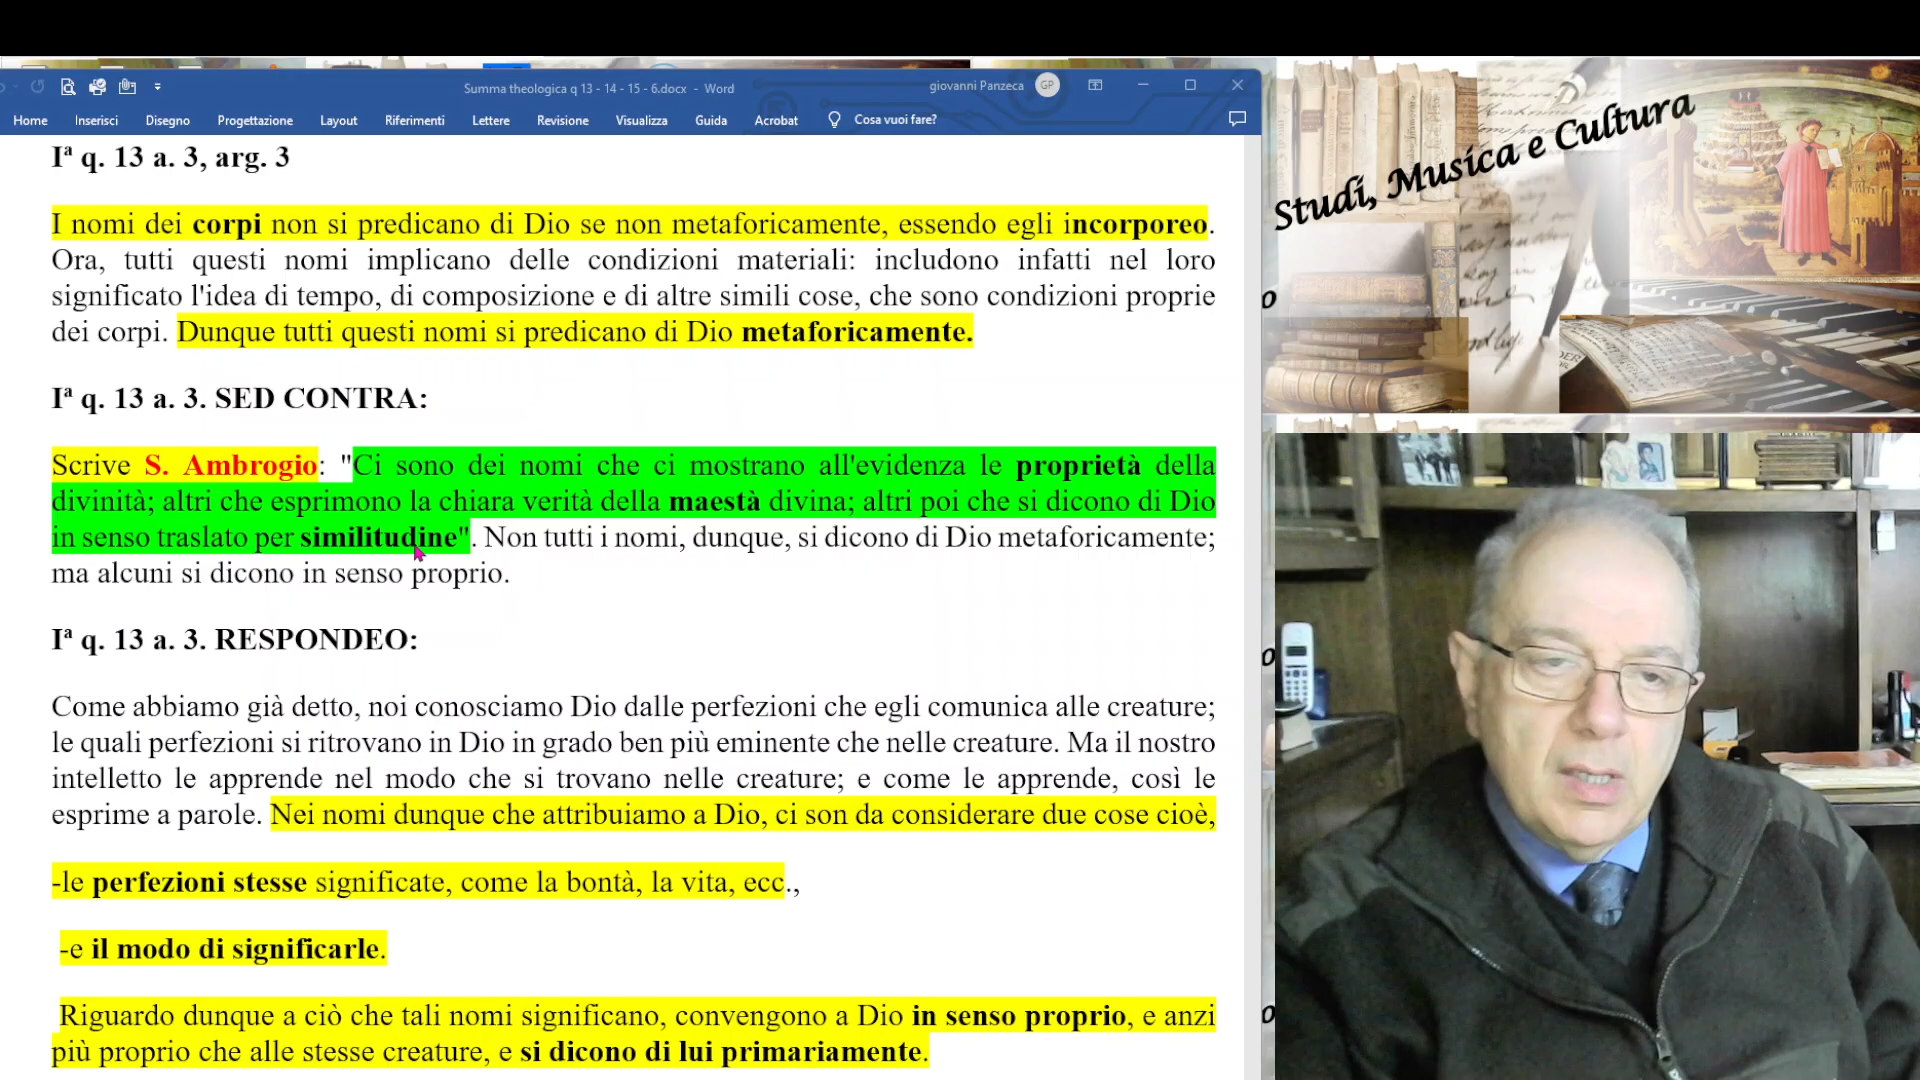 Summa theologica q 13 - 14 - 15 - 6.docx - Word
giovanni Panzeca
GP
Home Inserisci Disegno Progettazione Layout Riferimenti Lettere Revisione Visualizza Guida Acrobat Cosa vuoi fare?
Iª q. 13 a. 3, arg. 3
I nomi dei corpi non si predicano di Dio se non metaforicamente, essendo egli incorporeo.
Ora, tutti questi nomi implicano delle condizioni materiali: includono infatti nel loro
significato l'idea di tempo, di composizione e di altre simili cose, che sono condizioni proprie
dei corpi. Dunque tutti questi nomi si predicano di Dio metaforicamente.
Iª q. 13 a. 3. SED CONTRA:
Scrive S. Ambrogio: "Ci sono dei nomi che ci mostrano all'evidenza le proprietà della
divinità; altri che esprimono la chiara verità della maestà divina; altri poi che si dicono di Dio
in senso traslato per similitudine". Non tutti i nomi, dunque, si dicono di Dio metaforicamente;
ma alcuni si dicono in senso proprio.
Iª q. 13 a. 3. RESPONDEO:
Come abbiamo già detto, noi conosciamo Dio dalle perfezioni che egli comunica alle creature;
le quali perfezioni si ritrovano in Dio in grado ben più eminente che nelle creature. Ma il nostro
intelletto le apprende nel modo che si trovano nelle creature; e come le apprende, così le
esprime a parole. Nei nomi dunque che attribuiamo a Dio, ci son da considerare due cose cioè,
-le perfezioni stesse significate, come la bontà, la vita, ecc.,
-e il modo di significarle.
Riguardo dunque a ciò che tali nomi significano, convengono a Dio in senso proprio, e anzi
più proprio che alle stesse creature, e si dicono di lui primariamente.
Studi, Musica e Cultura